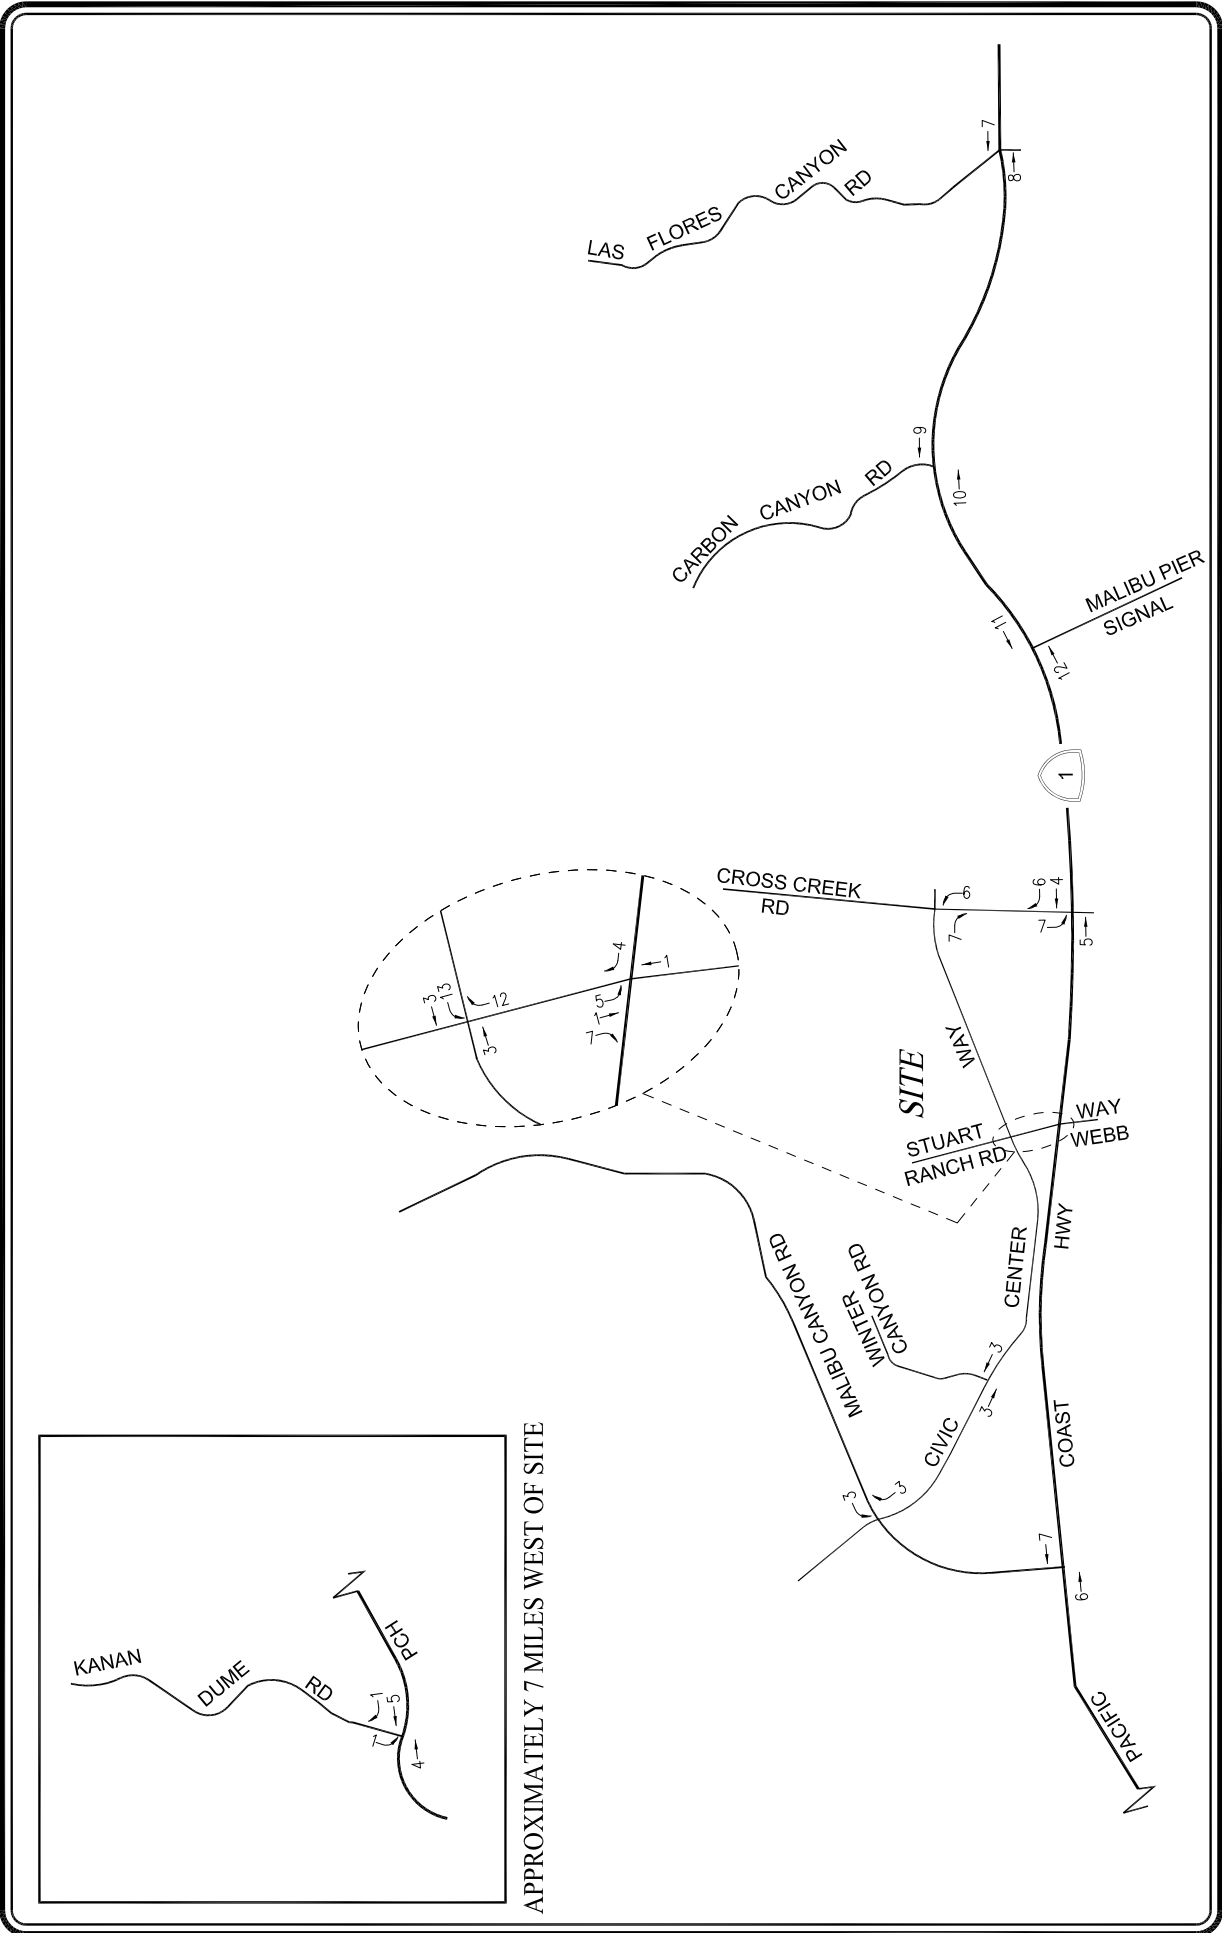 KANAN
DUME
RD
1
5
1
4
PCH
APPROXIMATELY 7 MILES WEST OF SITE
MALIBU CANYON RD
WINTER
CANYON RD
3
3
3
3
7
6
CIVIC
CENTER
WAY
PACIFIC
COAST
HWY
3
13
12
3
4
5
1
7
1
SITE
STUART
RANCH RD
WEBB
WAY
CROSS CREEK
RD
6
7
6
4
7
5
1
MALIBU PIER
SIGNAL
11
12
CARBON
CANYON
RD
9
10
LAS
FLORES
CANYON
RD
7
8